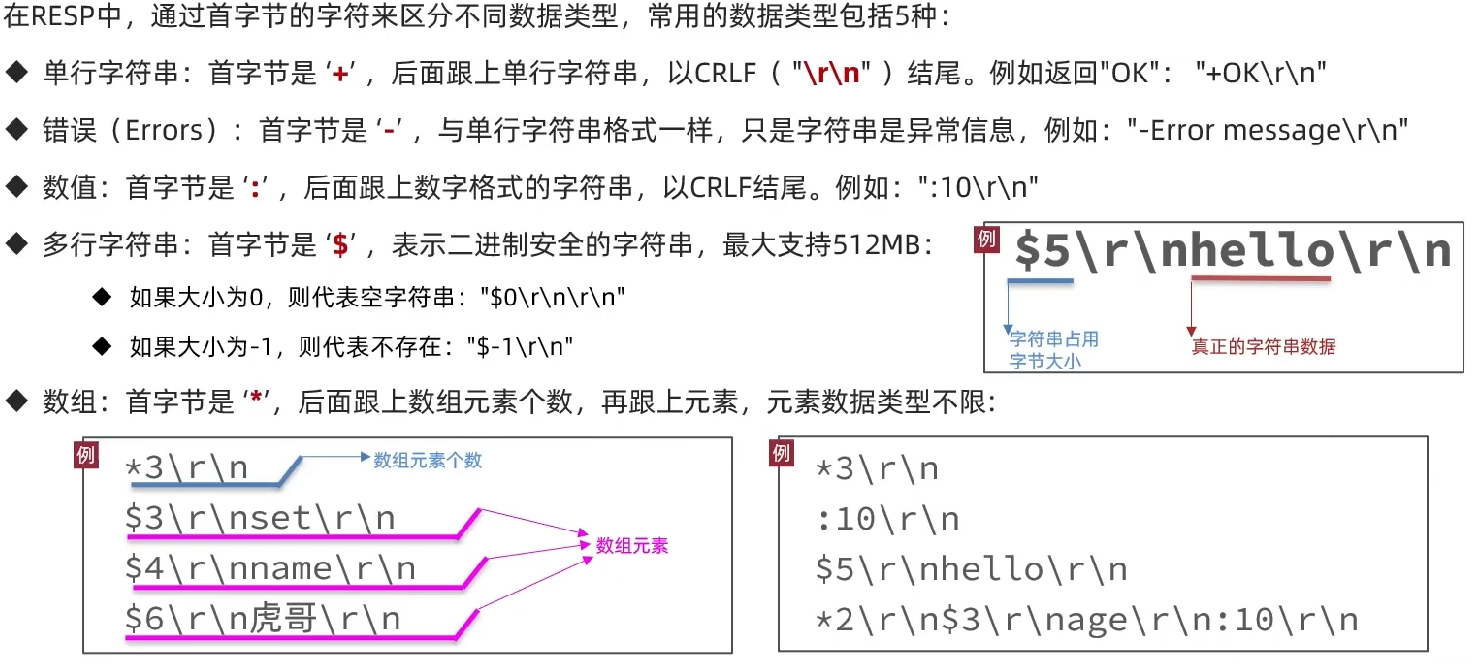 在RESP中，通过首字节的字符来区分不同数据类型，常用的数据类型包括5种：
◆ 单行字符串：首字节是 ‘+’ ，后面跟上单行字符串，以CRLF（ "\r\n" ）结尾。例如返回"OK"： "+OK\r\n"
◆ 错误（Errors）：首字节是 ‘-’ ，与单行字符串格式一样，只是字符串是异常信息，例如："-Error message\r\n"
◆ 数值：首字节是 ‘:’ ，后面跟上数字格式的字符串，以CRLF结尾。例如：":10\r\n"
◆ 多行字符串：首字节是 ‘$’ ，表示二进制安全的字符串，最大支持512MB：
◆ 如果大小为0，则代表空字符串："$0\r\n\r\n"
◆ 如果大小为-1，则代表不存在："$-1\r\n"
例
$5\r\nhello\r\n
字符串占用
字节大小
真正的字符串数据
◆ 数组：首字节是 ‘*’，后面跟上数组元素个数，再跟上元素，元素数据类型不限:
例
*3\r\n
数组元素个数
$3\r\nset\r\n
$4\r\nname\r\n
$6\r\n虎哥\r\n
数组元素
例
*3\r\n
:10\r\n
$5\r\nhello\r\n
*2\r\n$3\r\nage\r\n:10\r\n